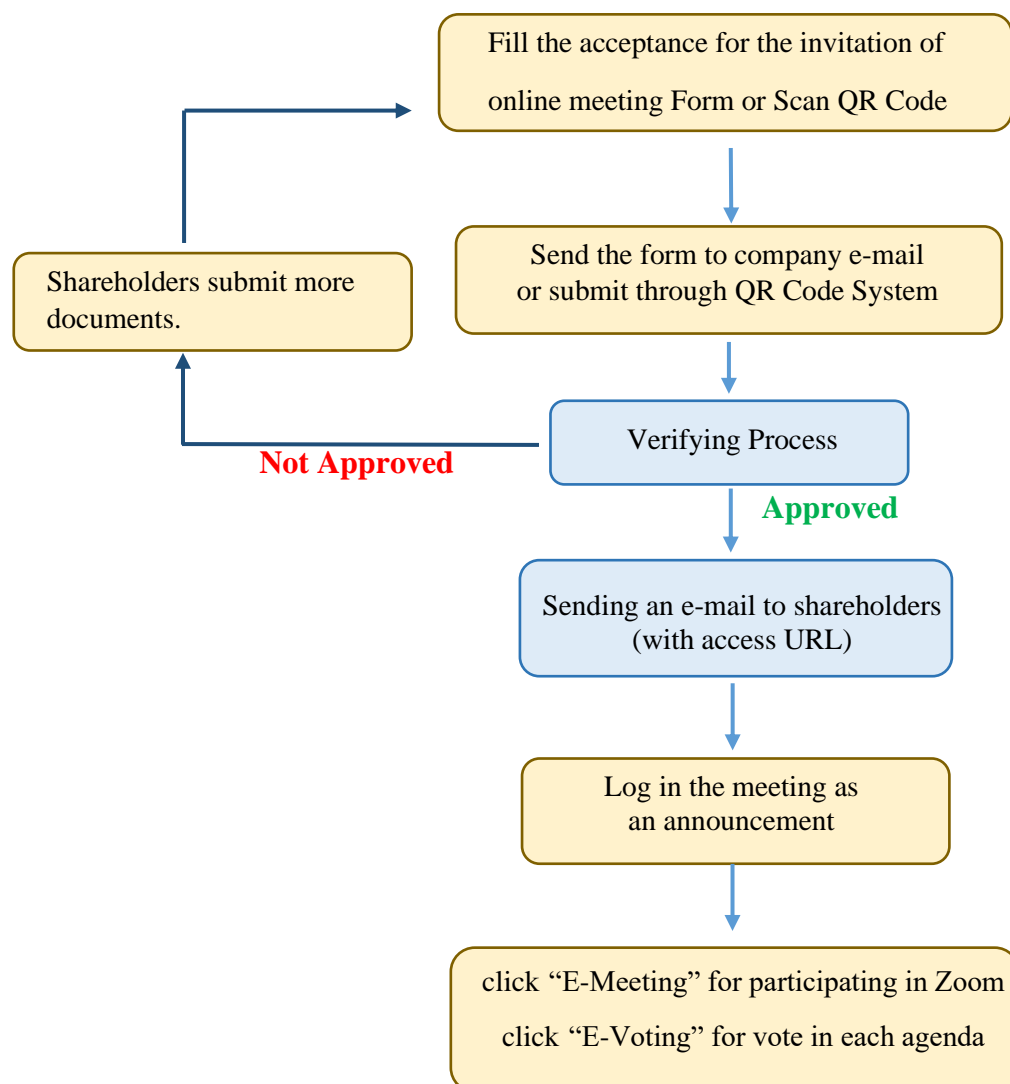 Fill the acceptance for the invitation of
online meeting Form or Scan QR Code
Send the form to company e-mail
or submit through QR Code System
Shareholders submit more
documents.
Verifying Process
Not Approved
Approved
Sending an e-mail to shareholders
(with access URL)
Log in the meeting as
an announcement
click “E-Meeting” for participating in Zoom
click “E-Voting” for vote in each agenda